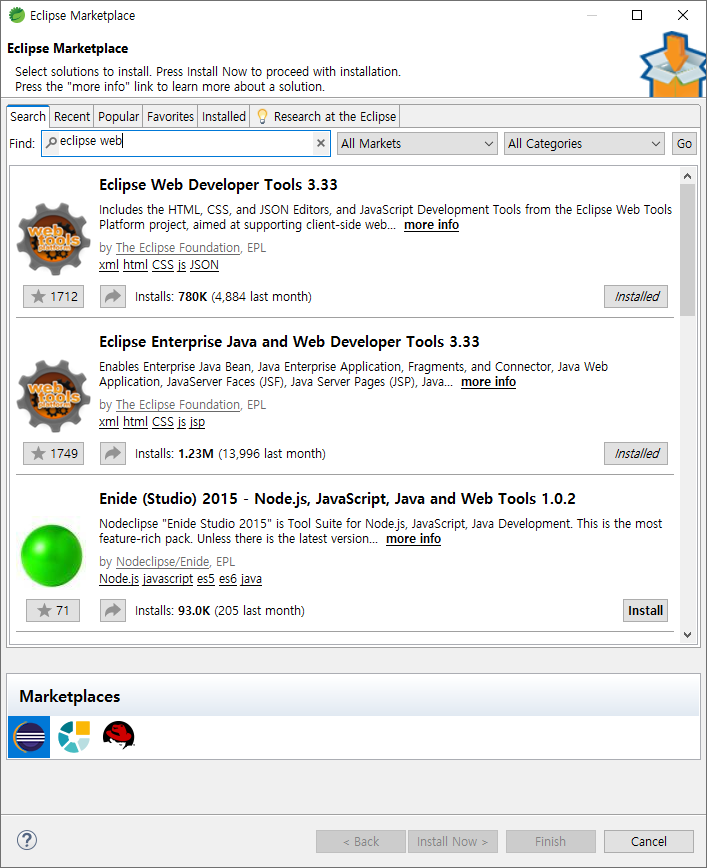 Eclipse Marketplace
Eclipse Marketplace
Select solutions to install. Press Install Now to proceed with installation.
Press the "more info" link to learn more about a solution.
Search Recent Popular Favorites Installed Research at the Eclipse
Find: eclipse web All Markets All Categories Go
Eclipse Web Developer Tools 3.33
Includes the HTML, CSS, and JSON Editors, and JavaScript Development Tools from the Eclipse Web Tools
Platform project, aimed at supporting client-side web... more info
by The Eclipse Foundation, EPL
xml html CSS js JSON
web tools platform
1712 Installs: 780K (4,884 last month) Installed
Eclipse Enterprise Java and Web Developer Tools 3.33
Enables Enterprise Java Bean, Java Enterprise Application, Fragments, and Connector, Java Web
Application, JavaServer Faces (JSF), Java Server Pages (JSP), Java... more info
by The Eclipse Foundation, EPL
xml html CSS js jsp
web tools platform
1749 Installs: 1.23M (13,996 last month) Installed
Enide (Studio) 2015 - Node.js, JavaScript, Java and Web Tools 1.0.2
Nodeclipse "Enide Studio 2015" is Tool Suite for Node.js, JavaScript, Java Development. This is the most
feature-rich pack. Unless there is the latest version... more info
by Nodeclipse/Enide, EPL
Node.js javascript es5 es6 java
71 Installs: 93.0K (205 last month) Install
Marketplaces
? < Back Install Now > Finish Cancel